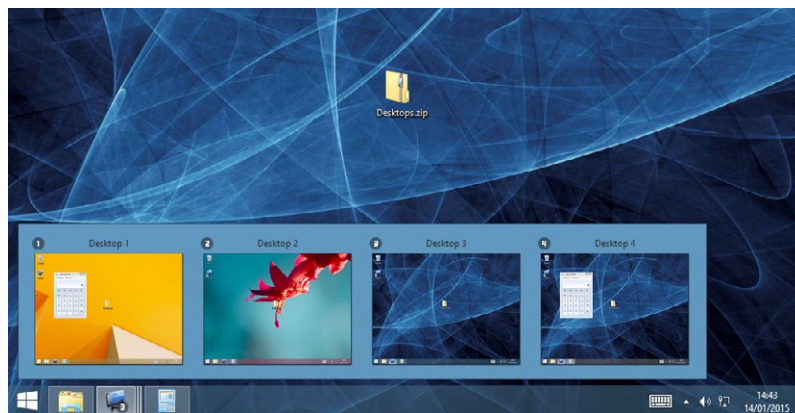 Desktops.zip
1 Desktop 1
2 Desktop 2
3 Desktop 3
4 Desktop 4
3
14:43
14/01/2015